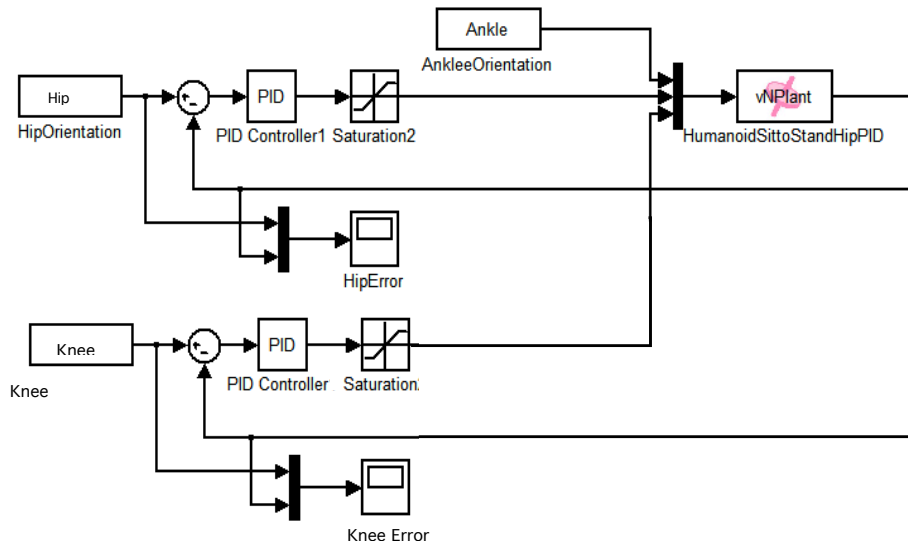 Ankle
AnkleeOrientation
Hip
HipOrientation
PID
PID Controller1
Saturation2
vNPlant
HumanoidSittoStandHipPID
HipError
Knee
Knee
PID
PID Controller
Saturation
Knee Error